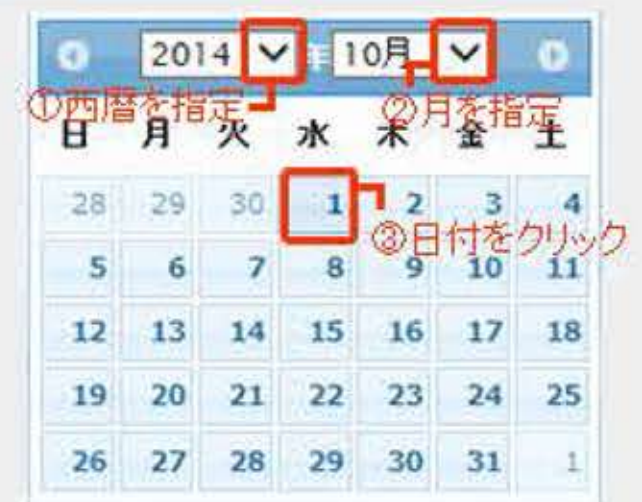 2014 年 10月
①西暦を指定 ②月を指定
日 月 火 水 木 金 土
28 29 30 1 2 3 4
③日付をクリック
5 6 7 8 9 10 11
12 13 14 15 16 17 18
19 20 21 22 23 24 25
26 27 28 29 30 31 1